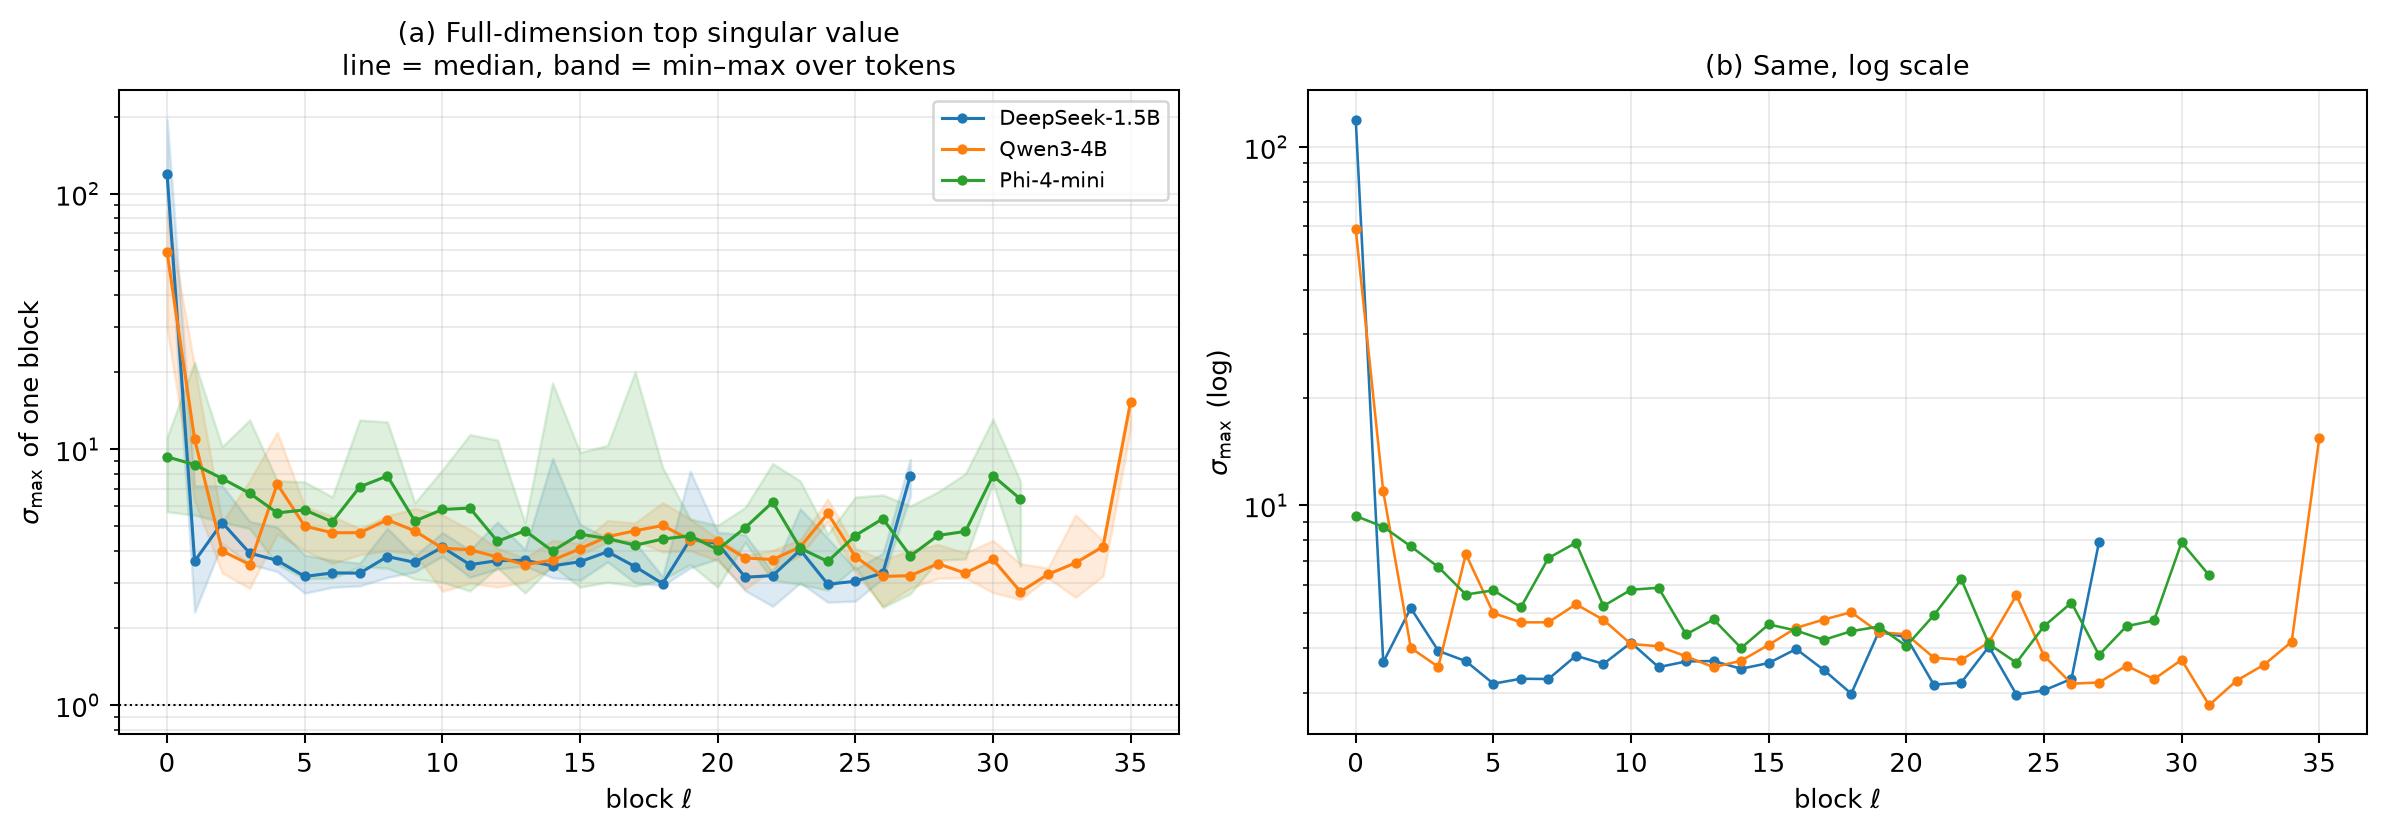 (a) Full-dimension top singular value
line = median, band = min–max over tokens
σmax of one block
10²
10¹
10⁰
DeepSeek-1.5B
Qwen3-4B
Phi-4-mini
0 5 10 15 20 25 30 35
block ℓ
(b) Same, log scale
σmax (log)
10²
10¹
0 5 10 15 20 25 30 35
block ℓ